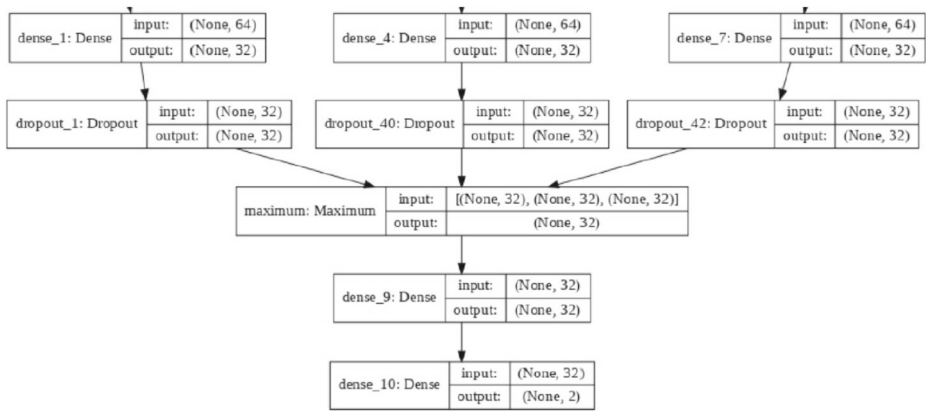 dense_1: Dense
input: (None, 64)
output: (None, 32)
dense_4: Dense
input: (None, 64)
output: (None, 32)
dense_7: Dense
input: (None, 64)
output: (None, 32)
dropout_1: Dropout
input: (None, 32)
output: (None, 32)
dropout_40: Dropout
input: (None, 32)
output: (None, 32)
dropout_42: Dropout
input: (None, 32)
output: (None, 32)
maximum: Maximum
input: [(None, 32), (None, 32), (None, 32)]
output: (None, 32)
dense_9: Dense
input: (None, 32)
output: (None, 32)
dense_10: Dense
input: (None, 32)
output: (None, 2)